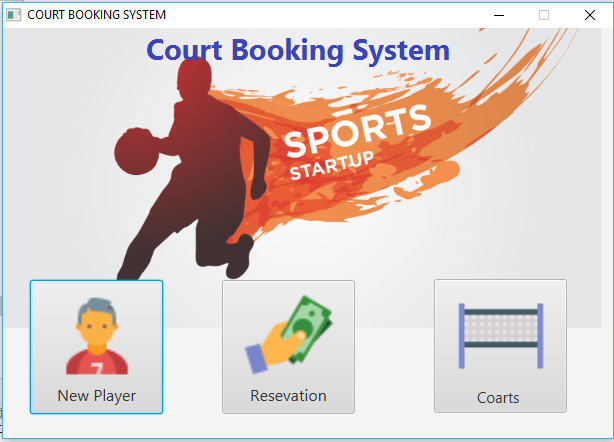 COURT BOOKING SYSTEM
Court Booking System
SPORTS
STARTUP
7
New Player
Resevation
Coarts